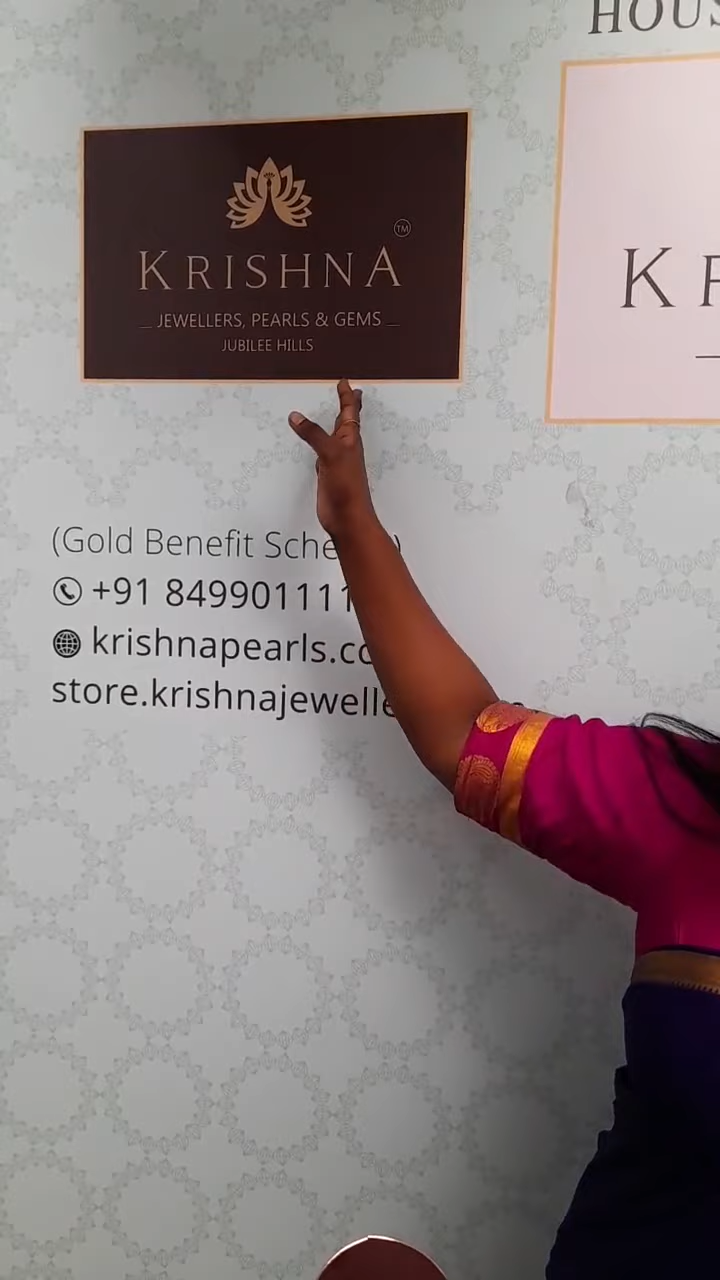 HOUS
KRISHNA
TM
JEWELLERS, PEARLS & GEMS
JUBILEE HILLS
K
(Gold Benefit Sche
+91 849901111
krishnapearls.co
store.krishnajewelle